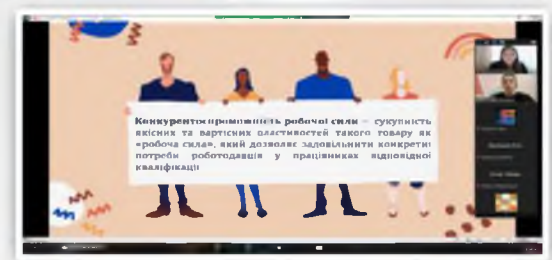 Конкурентоспроможність робочої сили – сукупність
якісних та вартісних властивостей такого товару як
«робоча сила», який дозволяє задовільнити конкретні
потреби роботодавців у працівниках відповідної
кваліфікації